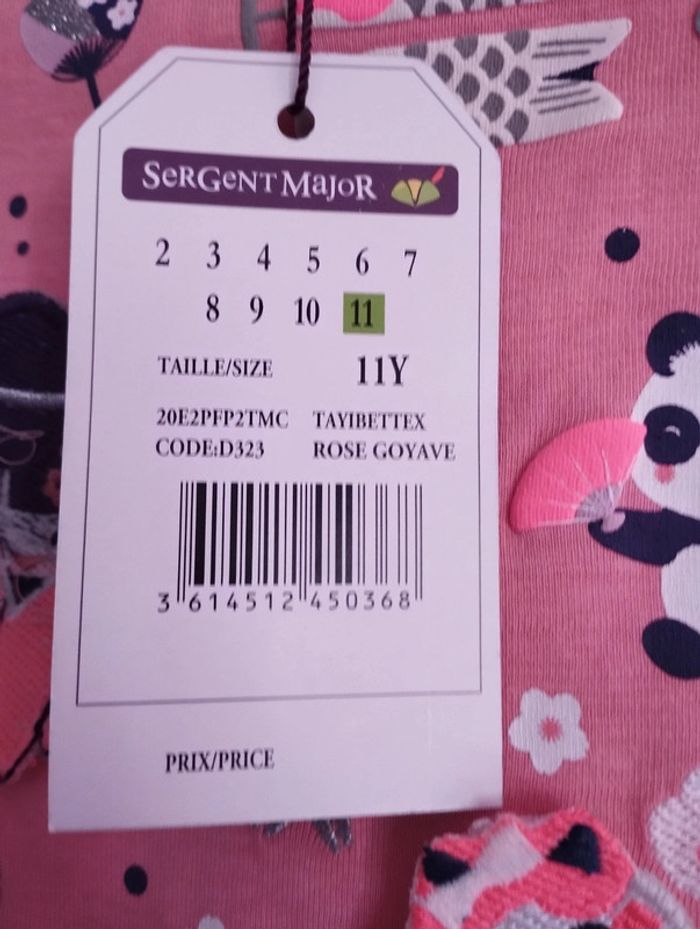 SeRGeNT MaJoR
2 3 4 5 6 7
8 9 10 11
TAILLE/SIZE 11Y
20E2PFP2TMC TAYIBETTEX
CODE:D323 ROSE GOYAVE
3 614512 450368
PRIX/PRICE